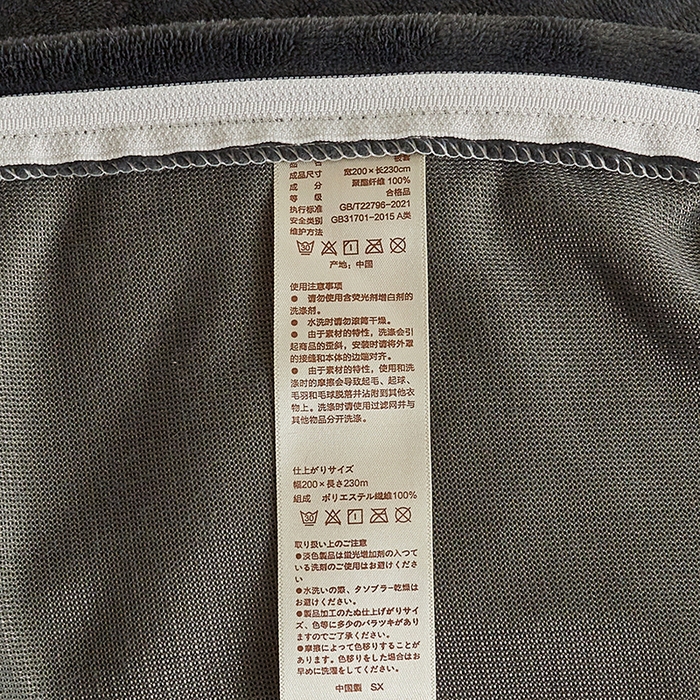 品 名 被套
成品尺寸 宽200×长230cm
成 分 聚酯纤维 100%
等 级 合格品
执行标准 GB/T22796-2021
安全类别 GB31701-2015 A类
维护方法
30
产地：中国
使用注意事项
● 请勿使用含荧光剂增白剂的
洗涤剂。
● 水洗时请勿滚筒干燥。
● 由于素材的特性，洗涤会引
起商品的歪斜，安装时请将外罩
的接缝和本体的边端对齐。
● 由于素材的特性，使用和洗
涤时的摩擦会导致起毛、起球、
毛羽和毛球脱落并沾附到其他衣
物上。洗涤时请使用过滤网并与
其他物品分开洗涤。
仕上がりサイズ
幅200×長さ230m
組成 ポリエステル繊維100%
30
取り扱い上のご注意
●淡色製品は蛍光増加剤の入つて
いる洗剤のご使用はお避けくださ
い
●水洗いの際、タソブラ-乾燥は
お避けください。
●製品加工のたぬ仕上げがりサイ
ズ、色等に多少のバラツキがあり
ますのでご了承ください。
●摩擦によつて色移りすることが
あります。色移りをした場合はお
早めに洗濯をしてください。
中国製 SX